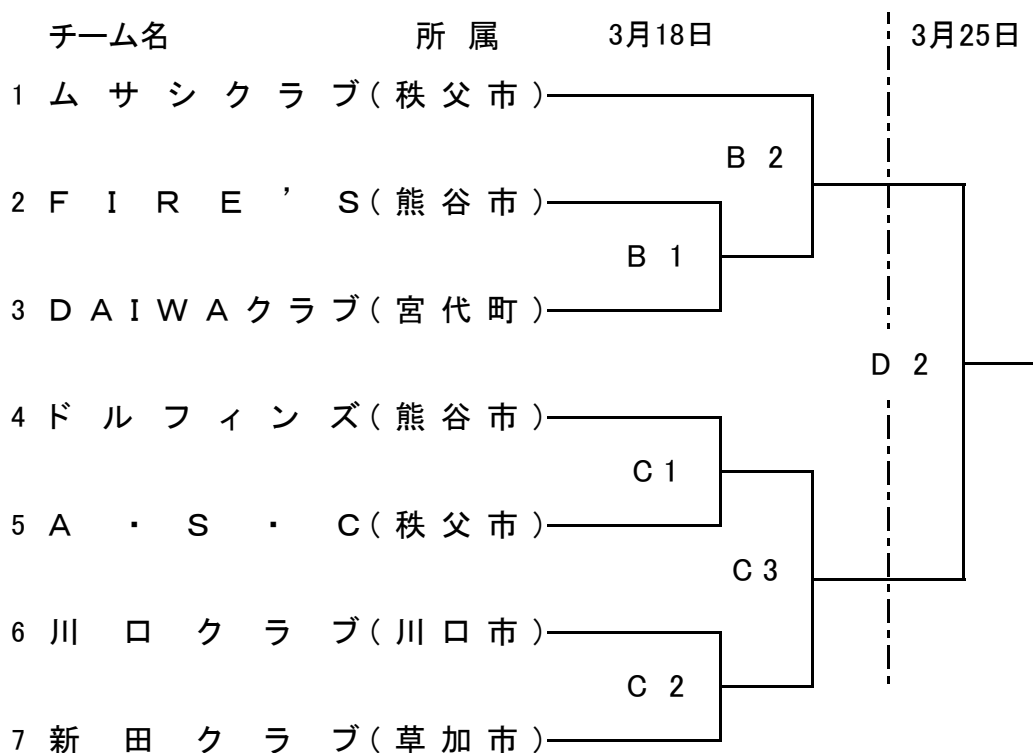 チーム名 所属 3月18日 3月25日
1 ムサシクラブ(秩父市)
B 2
2 FIRE’S(熊谷市)
B 1
3 DAIWAクラブ(宮代町)
D 2
4 ドルフィンズ(熊谷市)
C 1
5 A・S・C(秩父市)
C 3
6 川口クラブ(川口市)
C 2
7 新田クラブ(草加市)